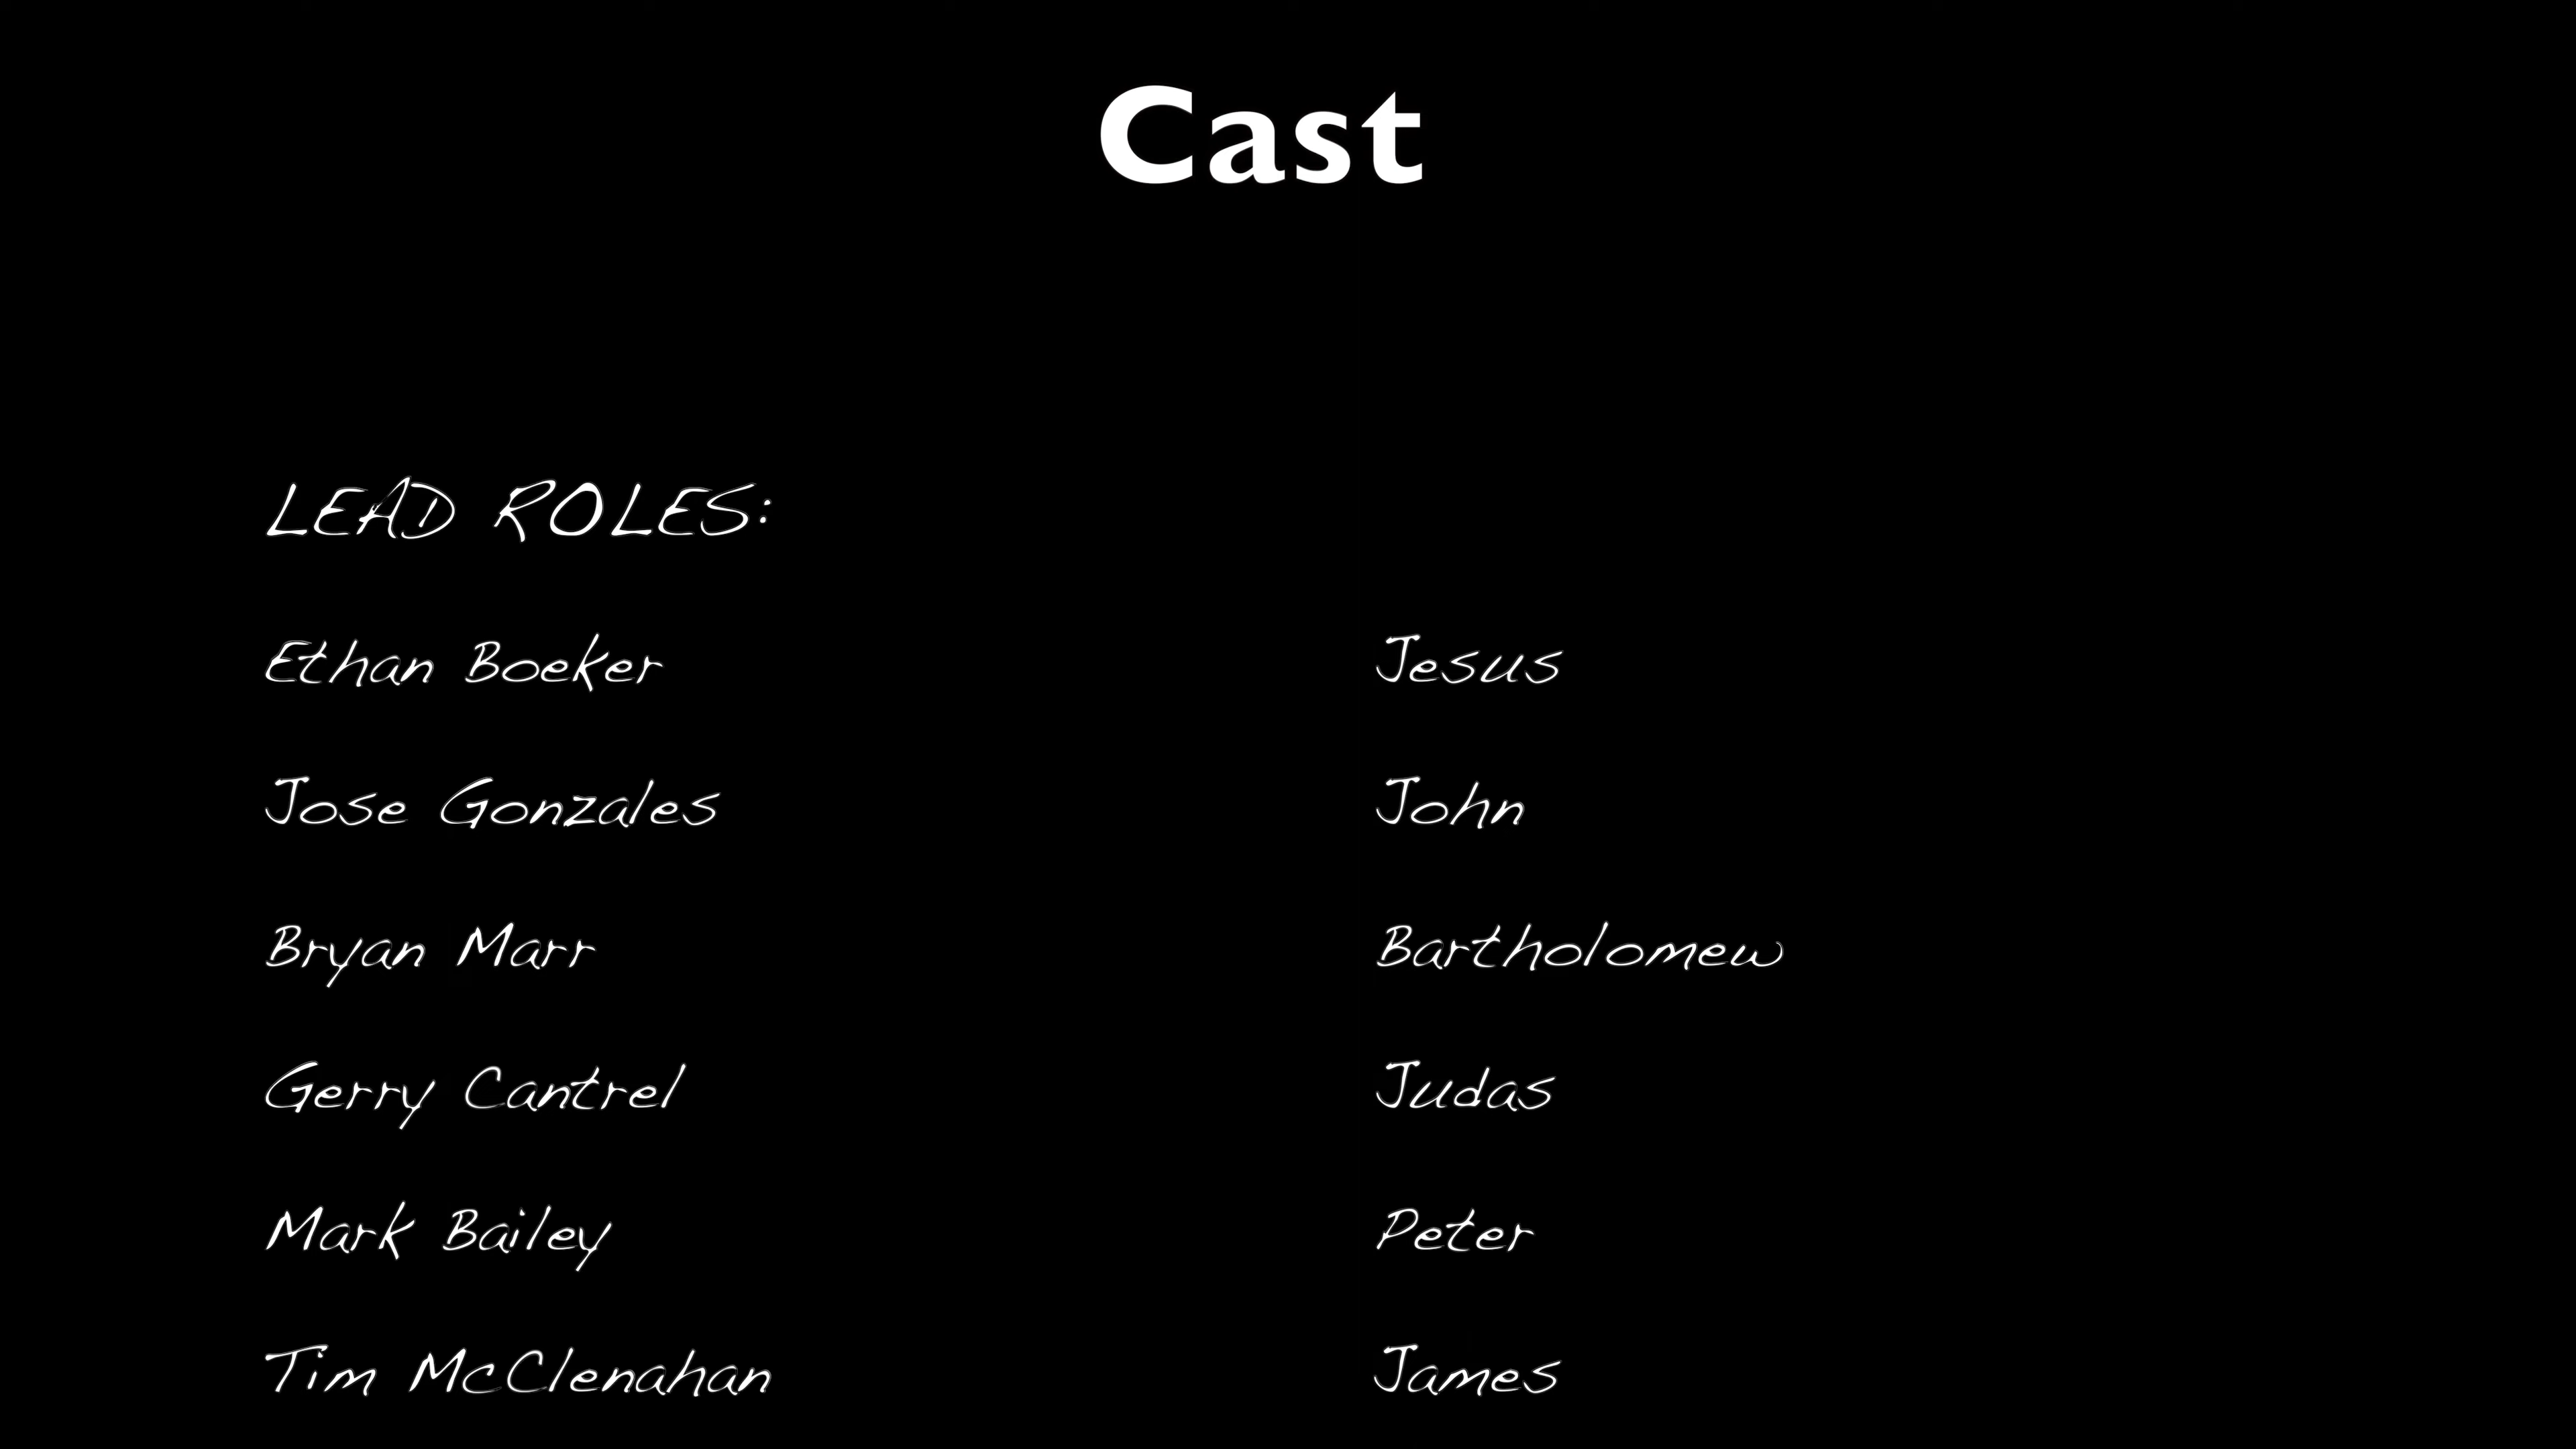 Cast
LEAD ROLES:
Ethan Boeker Jesus
Jose Gonzales John
Bryan Marr Bartholomew
Gerry Cantrel Judas
Mark Bailey Peter
Tim McClenahan James